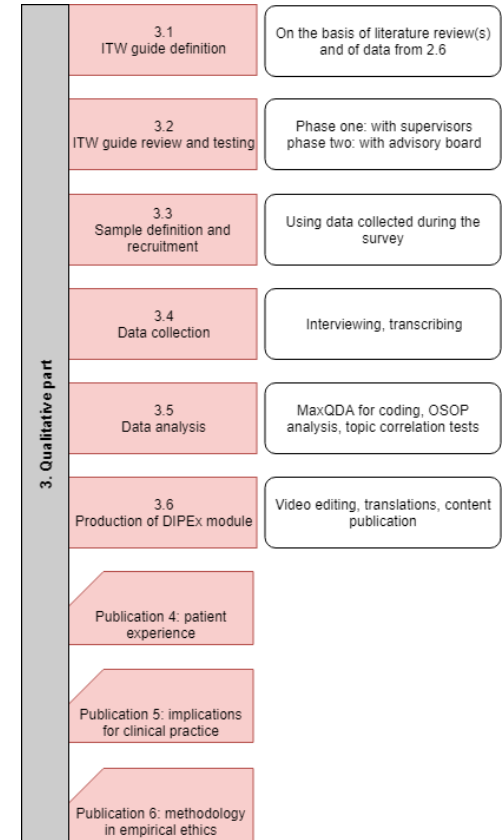 3. Qualitative part
3.1
ITW guide definition
On the basis of literature review(s)
and of data from 2.6
3.2
ITW guide review and testing
Phase one: with supervisors
phase two: with advisory board
3.3
Sample definition and
recruitment
Using data collected during the
survey
3.4
Data collection
Interviewing, transcribing
3.5
Data analysis
MaxQDA for coding, OSOP
analysis, topic correlation tests
3.6
Production of DIPEx module
Video editing, translations, content
publication
Publication 4: patient
experience
Publication 5: implications
for clinical practice
Publication 6: methodology
in empirical ethics